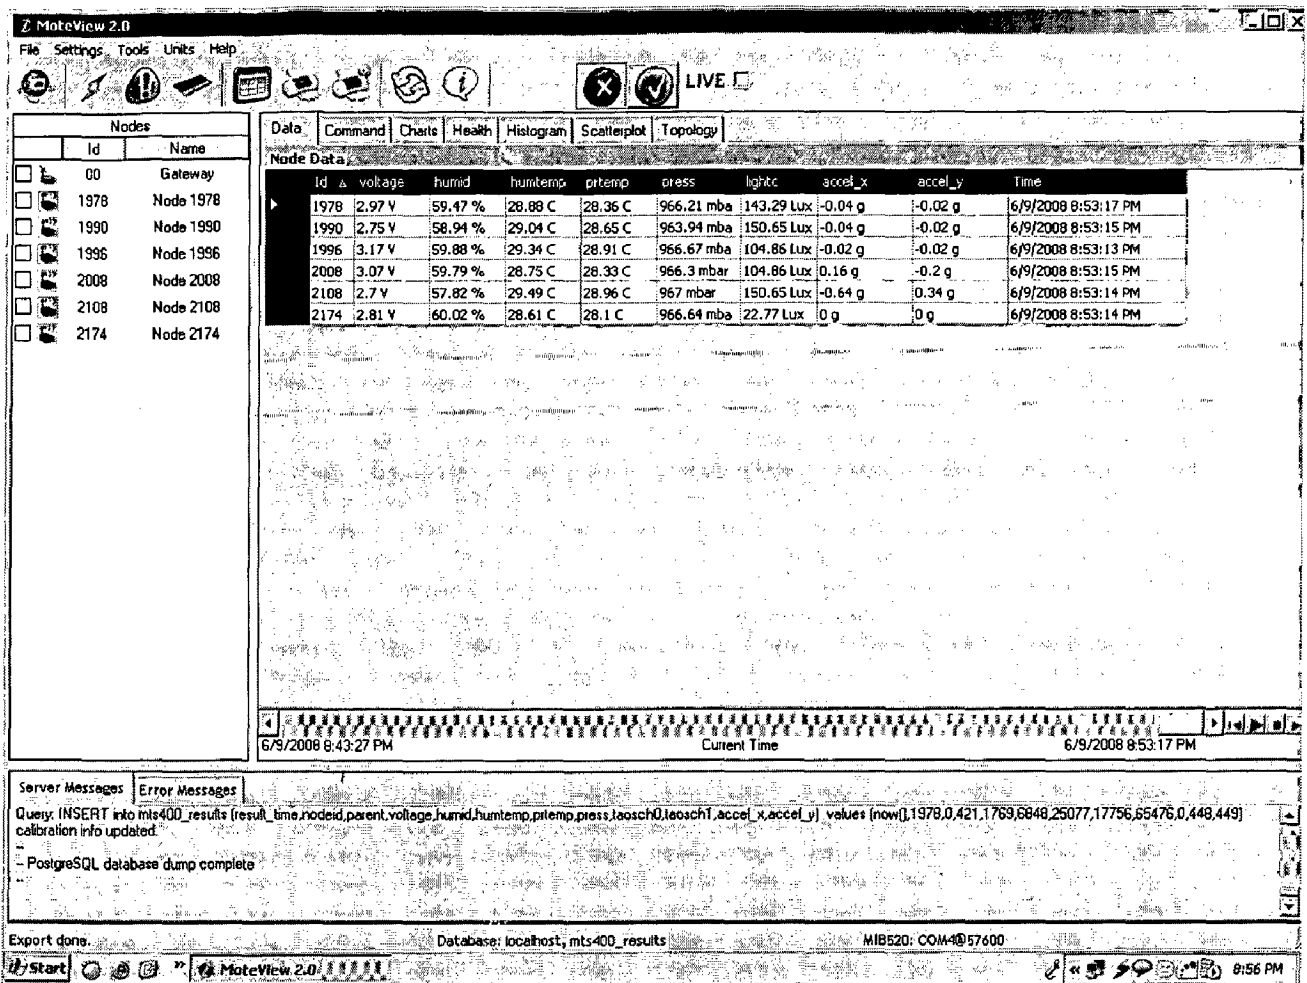 MoteView 2.0
File Settings Tools Units Help
LIVE
Nodes
Id Name
00 Gateway
1978 Node 1978
1990 Node 1990
1996 Node 1996
2008 Node 2008
2108 Node 2108
2174 Node 2174
Data Command Charts Health Histogram Scatterplot Topology
Node Data
Id voltage humid humtemp prtemp press lightc accel_x accel_y Time
1978 2.97 V 59.47 % 28.88 C 28.36 C 966.21 mba 143.29 Lux -0.04 g -0.02 g 6/9/2008 8:53:17 PM
1990 2.75 V 58.94 % 29.04 C 28.65 C 963.94 mba 150.65 Lux -0.04 g -0.02 g 6/9/2008 8:53:15 PM
1996 3.17 V 59.88 % 29.34 C 28.91 C 966.67 mba 104.86 Lux -0.02 g -0.02 g 6/9/2008 8:53:13 PM
2008 3.07 V 59.79 % 28.75 C 28.33 C 966.3 mbar 104.86 Lux 0.16 g -0.2 g 6/9/2008 8:53:15 PM
2108 2.7 V 57.82 % 29.49 C 28.96 C 967 mbar 150.65 Lux -0.64 g 0.34 g 6/9/2008 8:53:14 PM
2174 2.81 V 60.02 % 28.61 C 28.1 C 966.64 mba 22.77 Lux 0 g 0 g 6/9/2008 8:53:14 PM
6/9/2008 8:43:27 PM Current Time 6/9/2008 8:53:17 PM
Server Messages Error Messages
Query: INSERT into mts400_results (result_time,nodeid,parent,voltage,humid,humtemp,prtemp,press,taosch0,taosch1,accel_x,accel_y) values (now(),1978,0,421,1769,6848,25077,17756,65476,0,448,449)
calibration info updated.
--
-- PostgreSQL database dump complete
--
Export done. Database: localhost, mts400_results MIB520: COM4@57600
Start » MoteView 2.0 « 8:56 PM